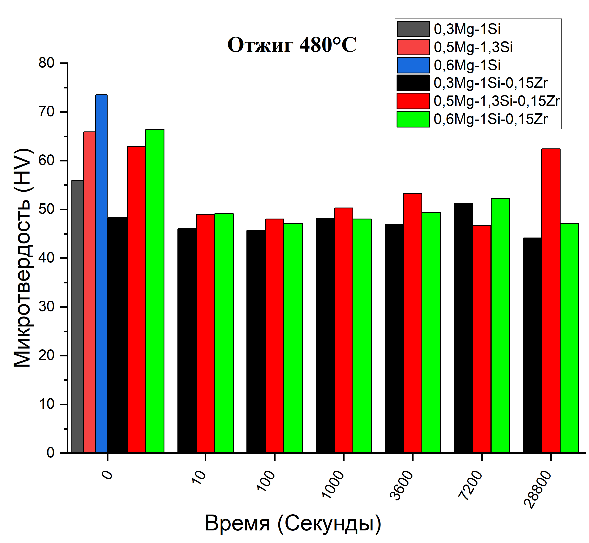 Отжиг 480°C
0,3Mg-1Si
0,5Mg-1,3Si
0,6Mg-1Si
0,3Mg-1Si-0,15Zr
0,5Mg-1,3Si-0,15Zr
0,6Mg-1Si-0,15Zr
Микротвердость (HV)
80
70
60
50
40
30
20
10
0
0
10
100
1000
3600
7200
28800
Время (Секунды)